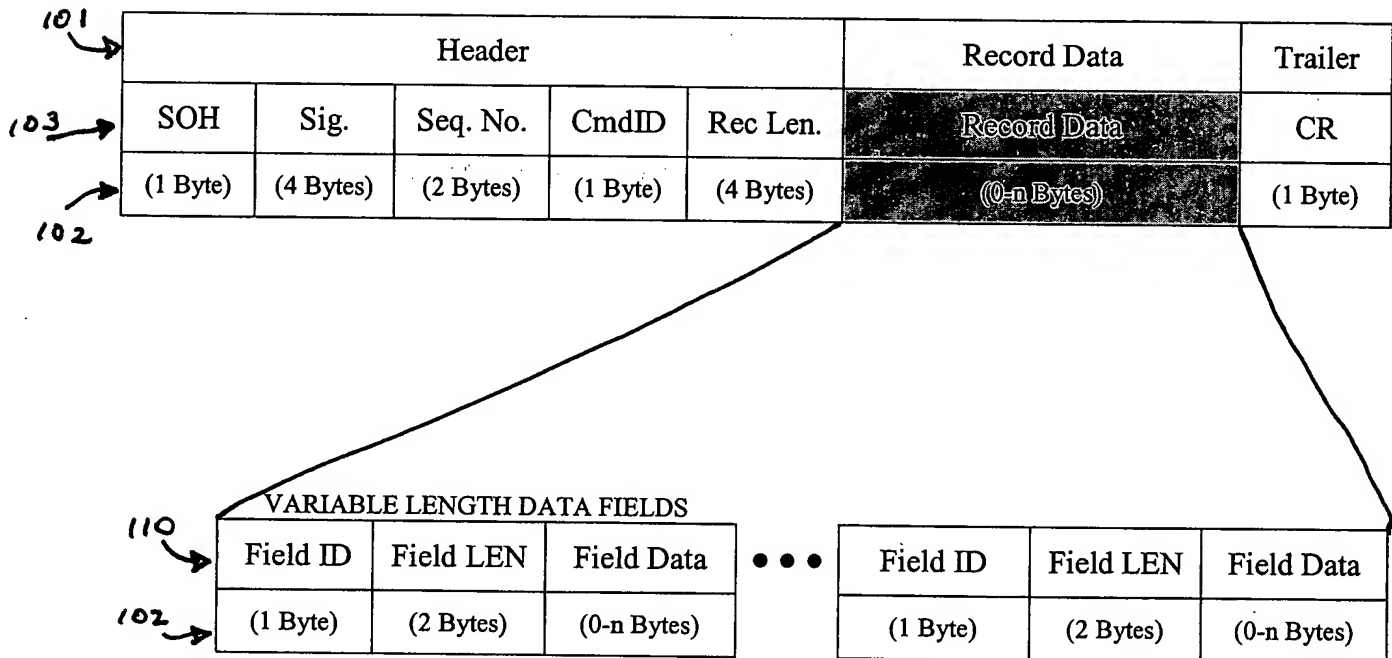 101 Header Record Data Trailer
103 SOH Sig. Seq. No. CmdID Rec Len. Record Data CR
102 (1 Byte) (4 Bytes) (2 Bytes) (1 Byte) (4 Bytes) (0-n Bytes) (1 Byte)
VARIABLE LENGTH DATA FIELDS
110 Field ID Field LEN Field Data ••• Field ID Field LEN Field Data
102 (1 Byte) (2 Bytes) (0-n Bytes) (1 Byte) (2 Bytes) (0-n Bytes)